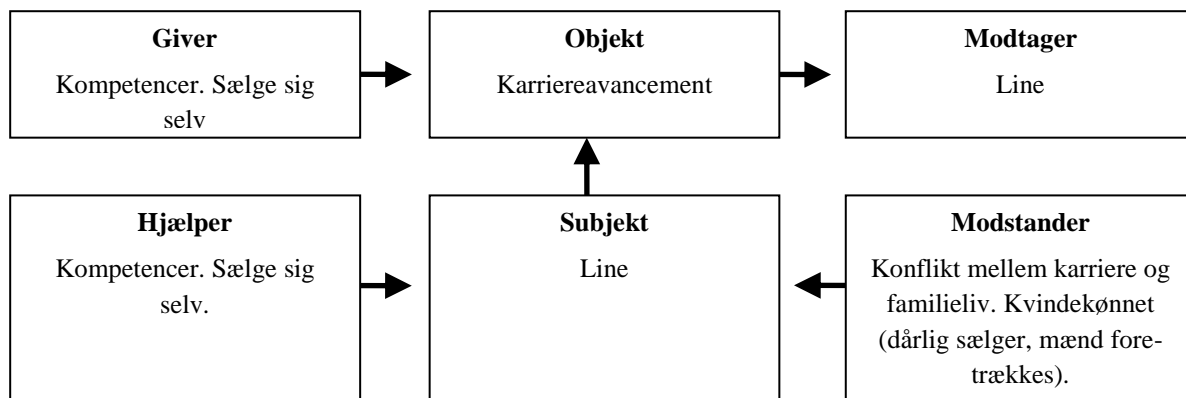 Giver
Kompetencer. Sælge sig
selv
Objekt
Karriereavancement
Modtager
Line
Hjælper
Kompetencer. Sælge sig
selv.
Subjekt
Line
Modstander
Konflikt mellem karriere og
familieliv. Kvindekønnet
(dårlig sælger, mænd fore-
trækkes).